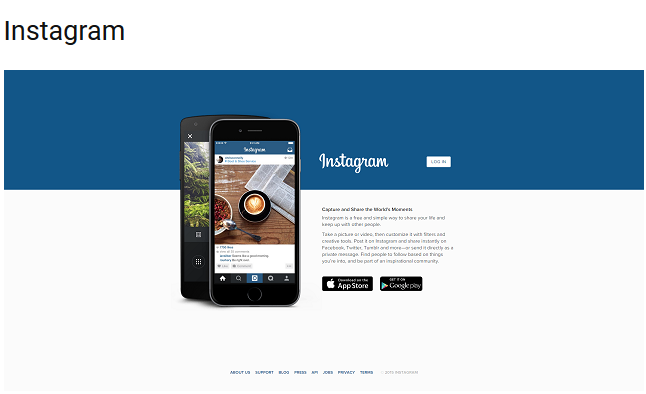 Instagram
Instagram
Instagram
LOG IN
Capture and Share the World's Moments
Instagram is a free and simple way to share your life and
keep up with other people.
Take a picture or video, then customize it with filters and
creative tools. Post it on Instagram and share instantly on
Facebook, Twitter, Tumblr and more—or send it directly as
private message. Find people to follow based on things
you're into, and be part of an inspirational community.
Download on the
App Store
GET IT ON
Google play
ABOUT US SUPPORT BLOG PRESS API JOBS PRIVACY TERMS INSTAGRAM